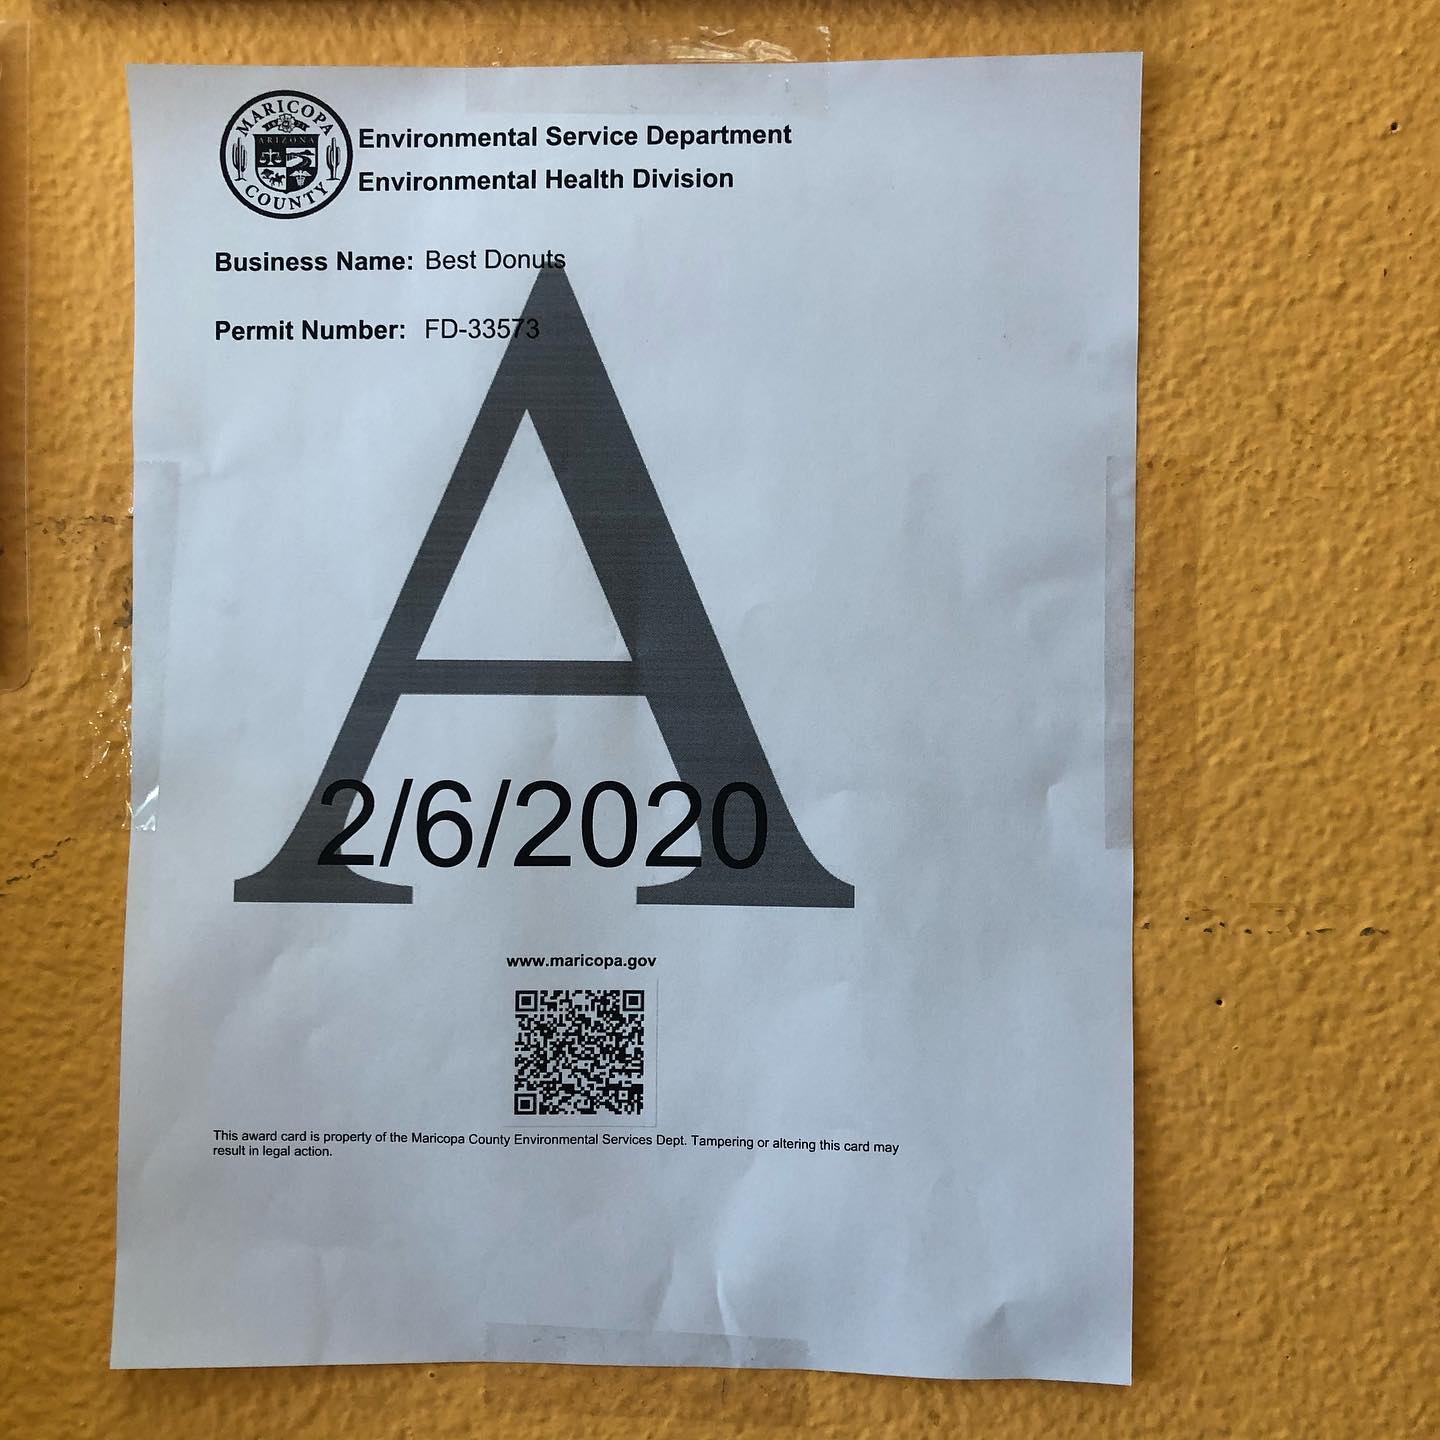 MARICOPA
ARIZONA
COUNTY
Environmental Service Department
Environmental Health Division
Business Name: Best Donuts
Permit Number: FD-33573
A
2/6/2020
www.maricopa.gov
This award card is property of the Maricopa County Environmental Services Dept. Tampering or altering this card may
result in legal action.